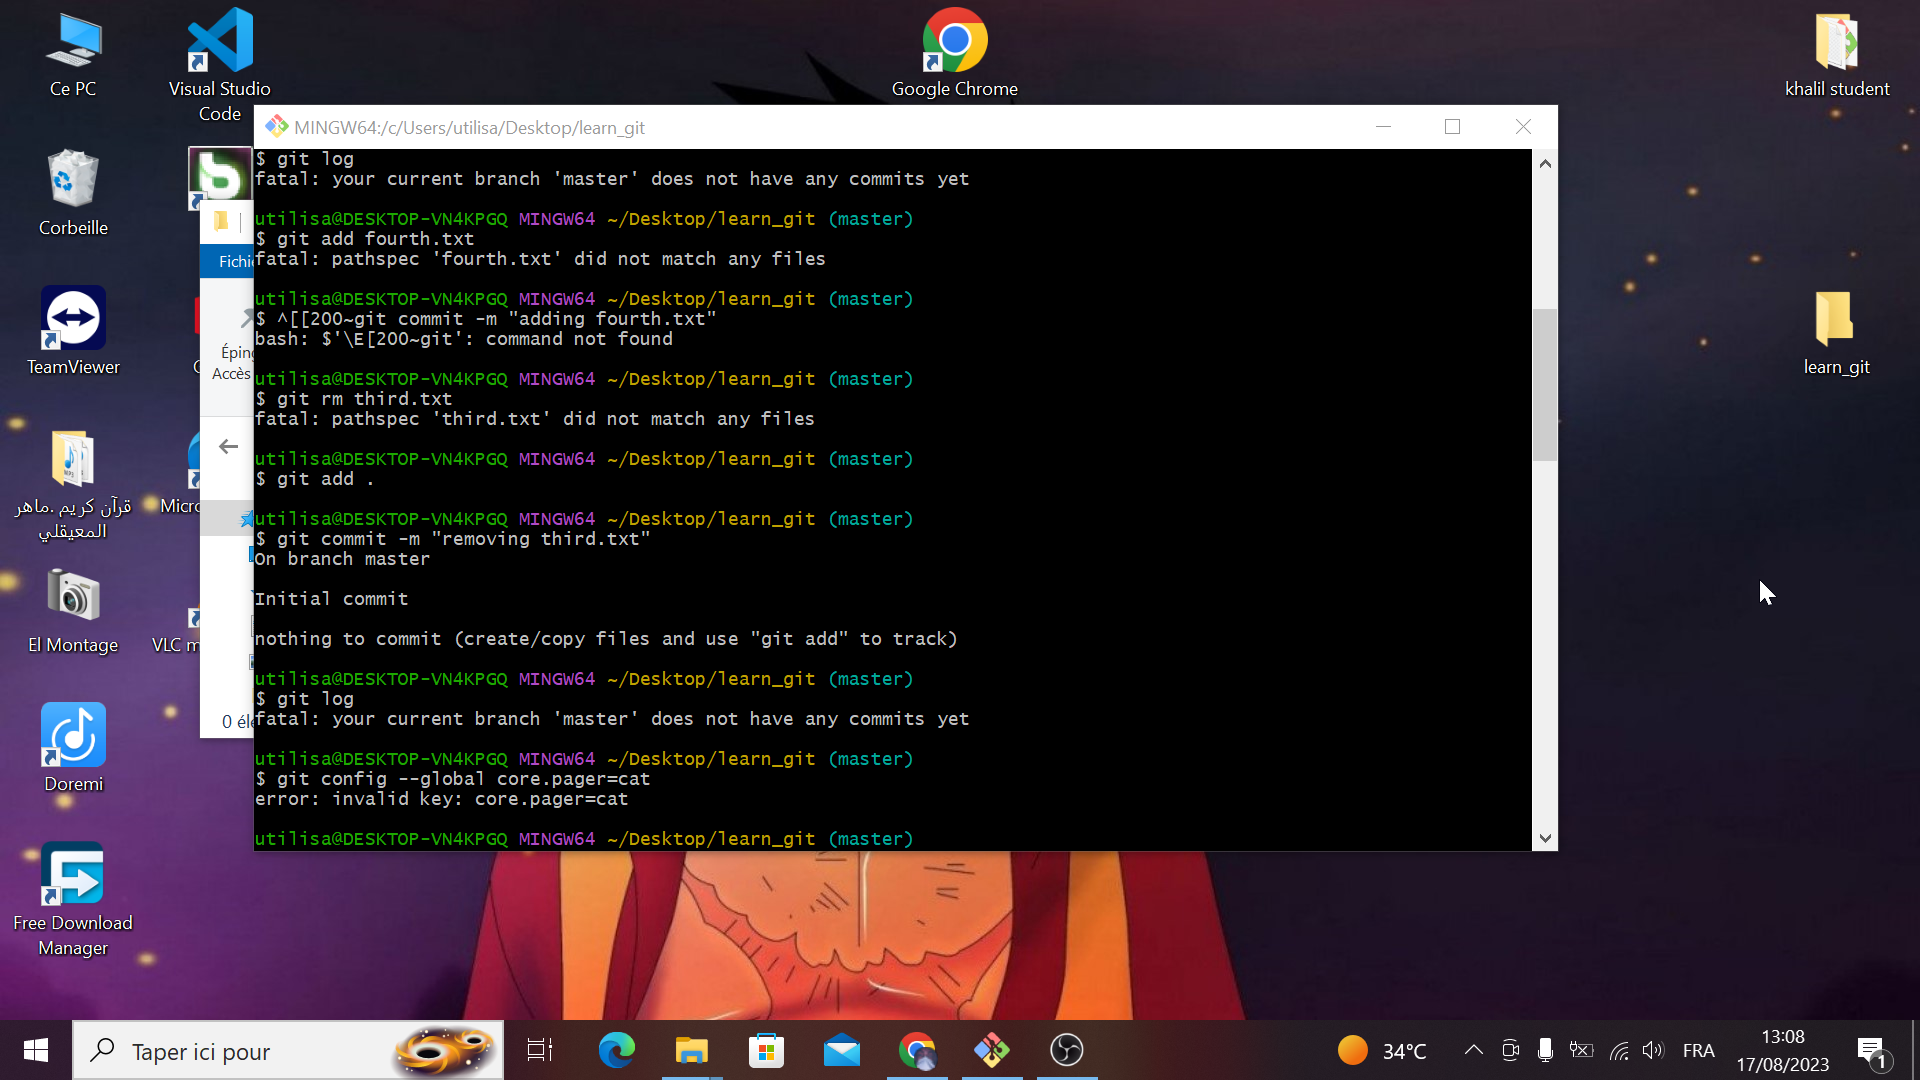 Ce PC
Visual Studio
Code
Google Chrome
khalil student
Corbeille
TeamViewer
قرآن كريم .ماهر
المعيقلي
El Montage
Doremi
Free Download
Manager
learn_git
Fichi
Éping
Accès
Micro
VLC m
0 élé
MINGW64:/c/Users/utilisa/Desktop/learn_git
$ git log
fatal: your current branch 'master' does not have any commits yet
utilisa@DESKTOP-VN4KPGQ MINGW64 ~/Desktop/learn_git (master)
$ git add fourth.txt
fatal: pathspec 'fourth.txt' did not match any files
utilisa@DESKTOP-VN4KPGQ MINGW64 ~/Desktop/learn_git (master)
$ ^[[200~git commit -m "adding fourth.txt"
bash: $'\E[200~git': command not found
utilisa@DESKTOP-VN4KPGQ MINGW64 ~/Desktop/learn_git (master)
$ git rm third.txt
fatal: pathspec 'third.txt' did not match any files
utilisa@DESKTOP-VN4KPGQ MINGW64 ~/Desktop/learn_git (master)
$ git add .
utilisa@DESKTOP-VN4KPGQ MINGW64 ~/Desktop/learn_git (master)
$ git commit -m "removing third.txt"
On branch master
Initial commit
nothing to commit (create/copy files and use "git add" to track)
utilisa@DESKTOP-VN4KPGQ MINGW64 ~/Desktop/learn_git (master)
$ git log
fatal: your current branch 'master' does not have any commits yet
utilisa@DESKTOP-VN4KPGQ MINGW64 ~/Desktop/learn_git (master)
$ git config --global core.pager=cat
error: invalid key: core.pager=cat
utilisa@DESKTOP-VN4KPGQ MINGW64 ~/Desktop/learn_git (master)
Taper ici pour
34°C
FRA
13:08
17/08/2023
1